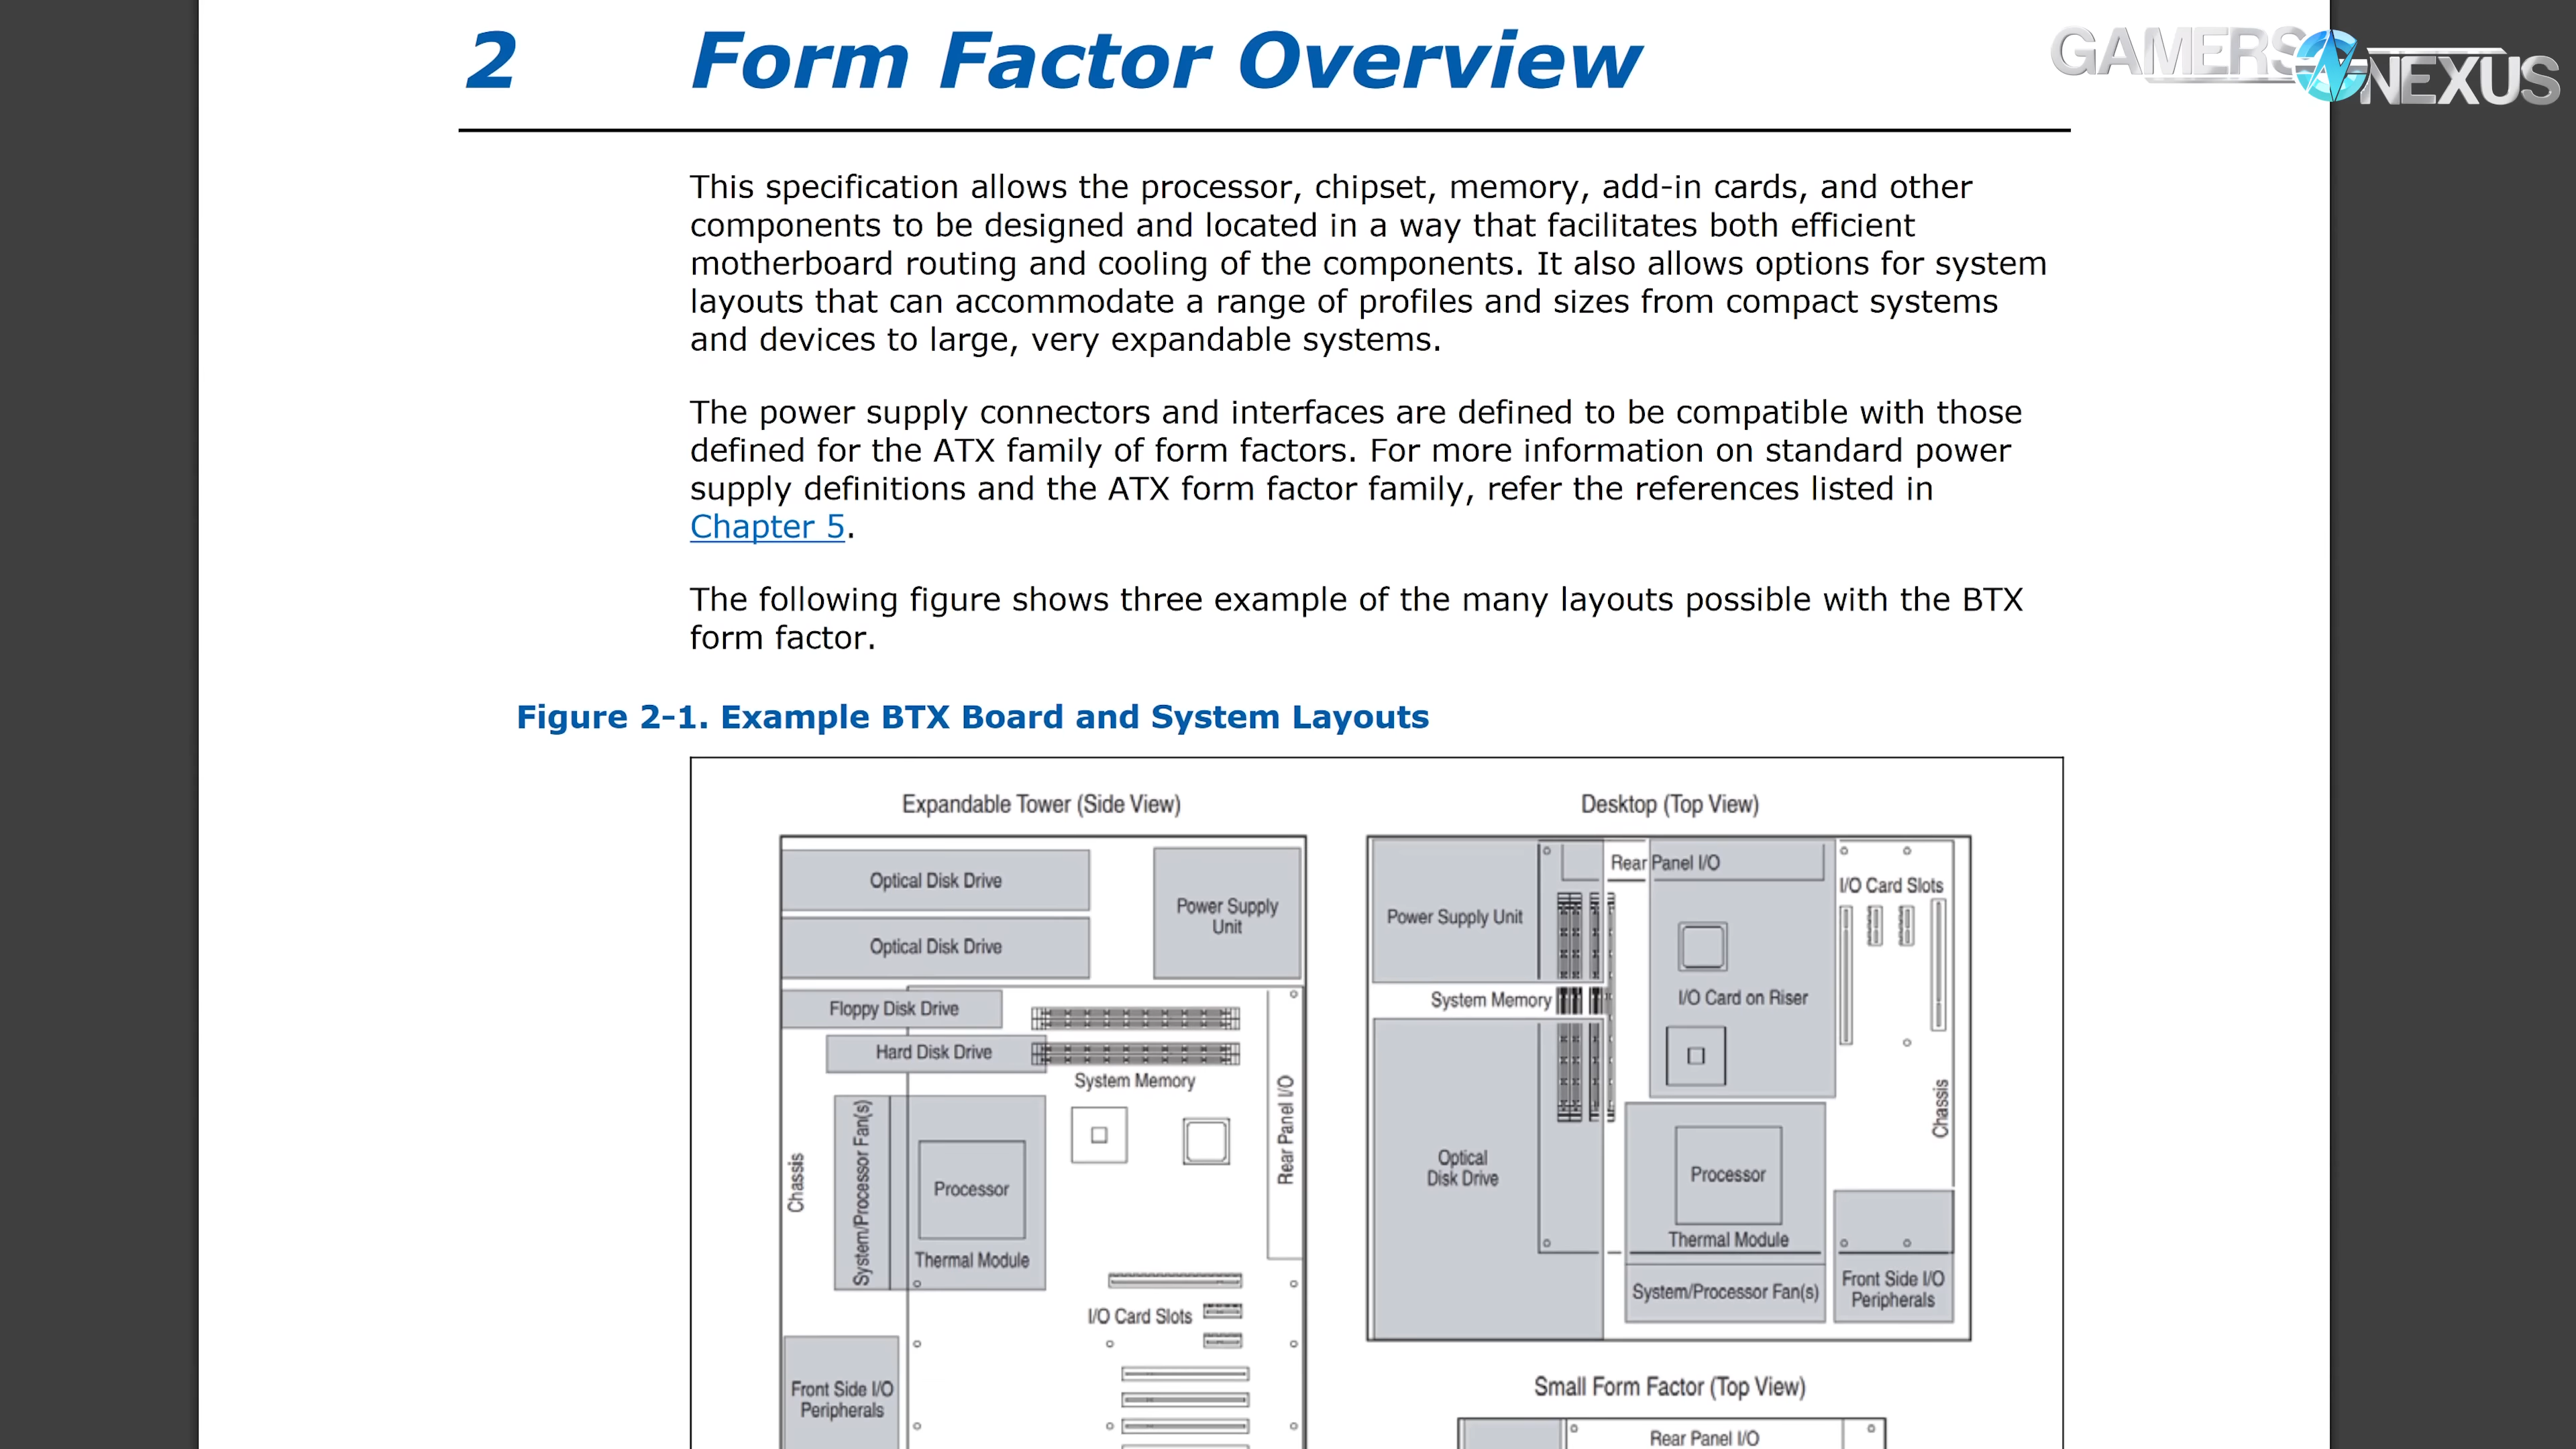 2 Form Factor Overview
GAMERS NEXUS
This specification allows the processor, chipset, memory, add-in cards, and other
components to be designed and located in a way that facilitates both efficient
motherboard routing and cooling of the components. It also allows options for system
layouts that can accommodate a range of profiles and sizes from compact systems
and devices to large, very expandable systems.
The power supply connectors and interfaces are defined to be compatible with those
defined for the ATX family of form factors. For more information on standard power
supply definitions and the ATX form factor family, refer the references listed in
Chapter 5.
The following figure shows three example of the many layouts possible with the BTX
form factor.
Figure 2-1. Example BTX Board and System Layouts
Expandable Tower (Side View)
Optical Disk Drive
Optical Disk Drive
Power Supply
Unit
Floppy Disk Drive
Hard Disk Drive
System Memory
Rear Panel I/O
Chassis
System/Processor Fan(s)
Processor
Thermal Module
I/O Card Slots
Front Side I/O
Peripherals
Desktop (Top View)
Rear Panel I/O
I/O Card Slots
Power Supply Unit
System Memory
I/O Card on Riser
Chassis
Optical
Disk Drive
Processor
Thermal Module
System/Processor Fan(s)
Front Side I/O
Peripherals
Small Form Factor (Top View)
Rear Panel I/O